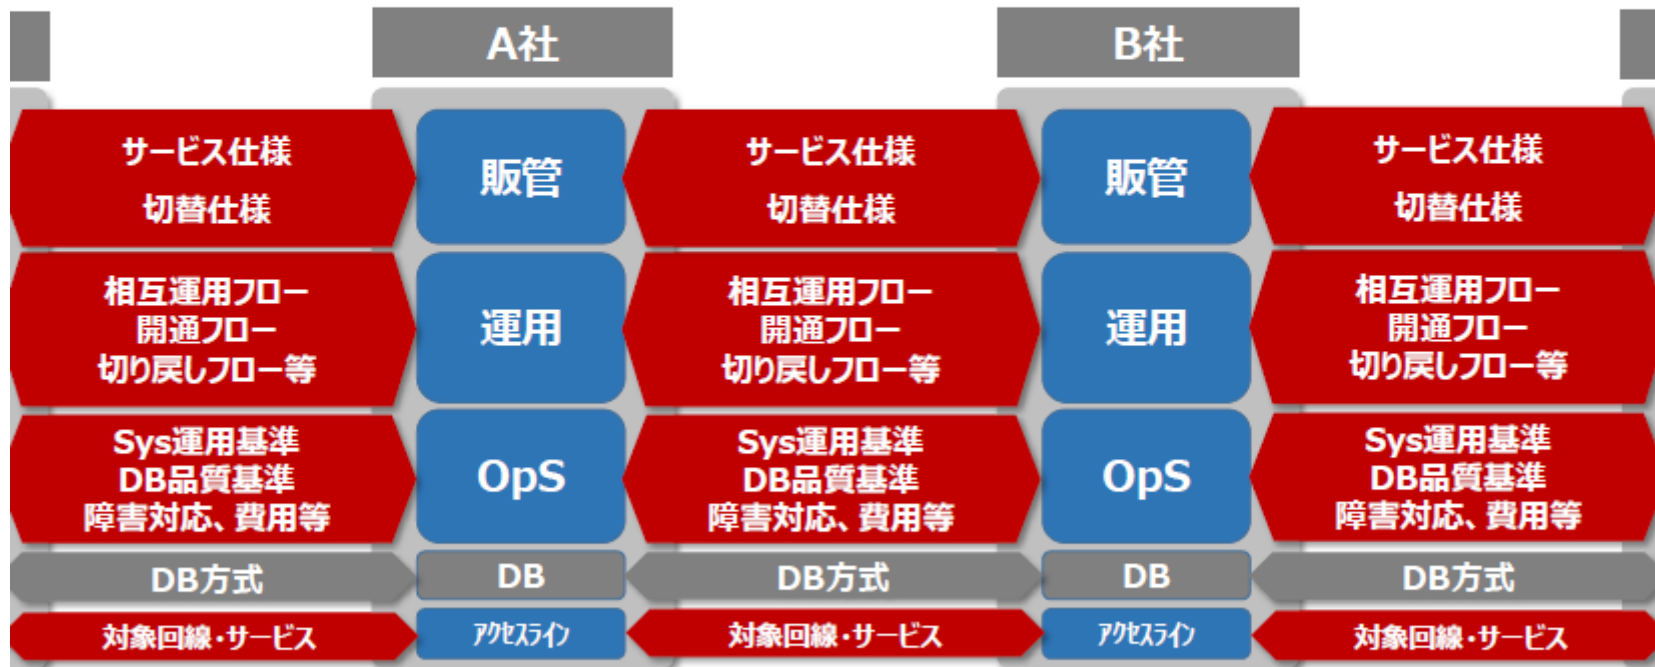 A社
B社
サービス仕様
切替仕様
販管
サービス仕様
切替仕様
販管
サービス仕様
切替仕様
相互運用フロー
開通フロー
切り戻しフロー等
運用
相互運用フロー
開通フロー
切り戻しフロー等
運用
相互運用フロー
開通フロー
切り戻しフロー等
Sys運用基準
DB品質基準
障害対応、費用等
OpS
Sys運用基準
DB品質基準
障害対応、費用等
OpS
Sys運用基準
DB品質基準
障害対応、費用等
DB方式
DB
DB方式
DB
DB方式
対象回線・サービス
アクセスライン
対象回線・サービス
アクセスライン
対象回線・サービス